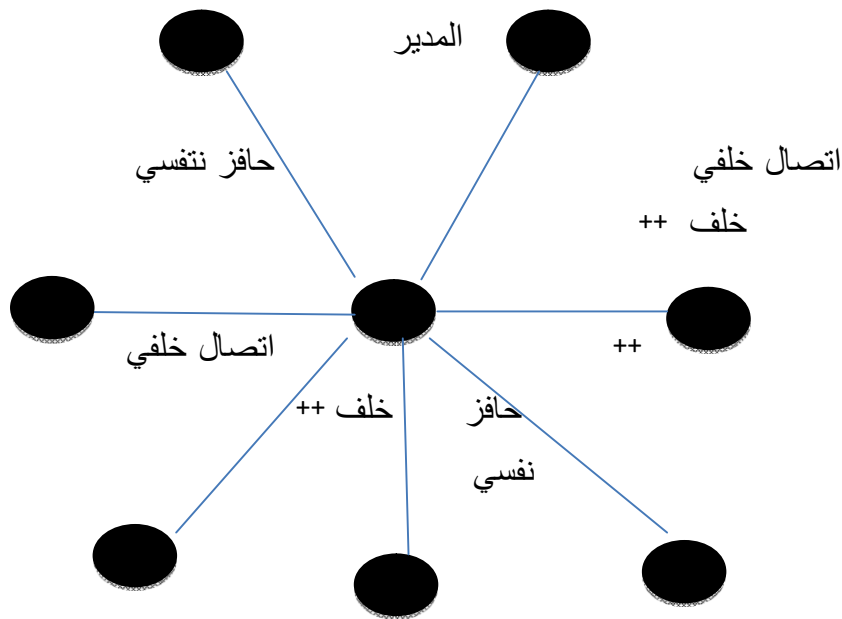 المدير
حافز نتفسي
اتصال خلفي
خلف ++
اتصال خلفي
++
خلف ++
حافز
نفسي